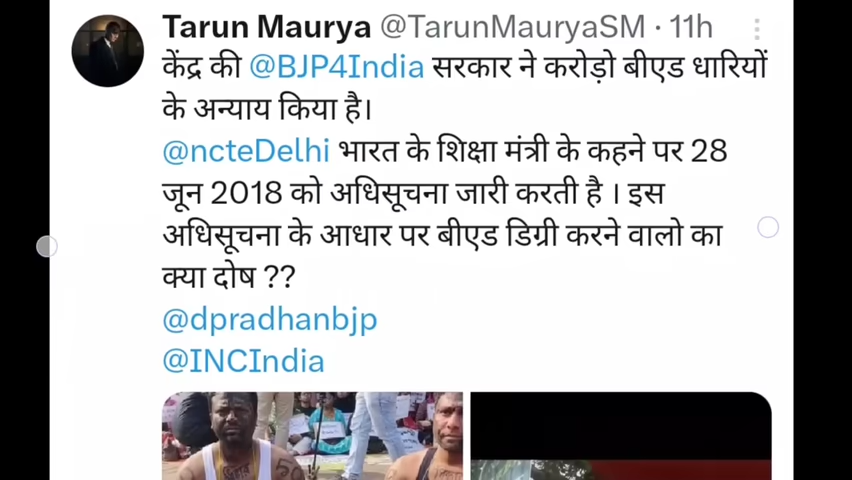 Tarun Maurya @TarunMauryaSM · 11h
केंद्र की @BJP4India सरकार ने करोड़ो बीएड धारियों
के अन्याय किया है।
@ncteDelhi भारत के शिक्षा मंत्री के कहने पर 28
जून 2018 को अधिसूचना जारी करती है । इस
अधिसूचना के आधार पर बीएड डिग्री करने वालो का
क्या दोष ??
@dpradhanbjp
@INCIndia